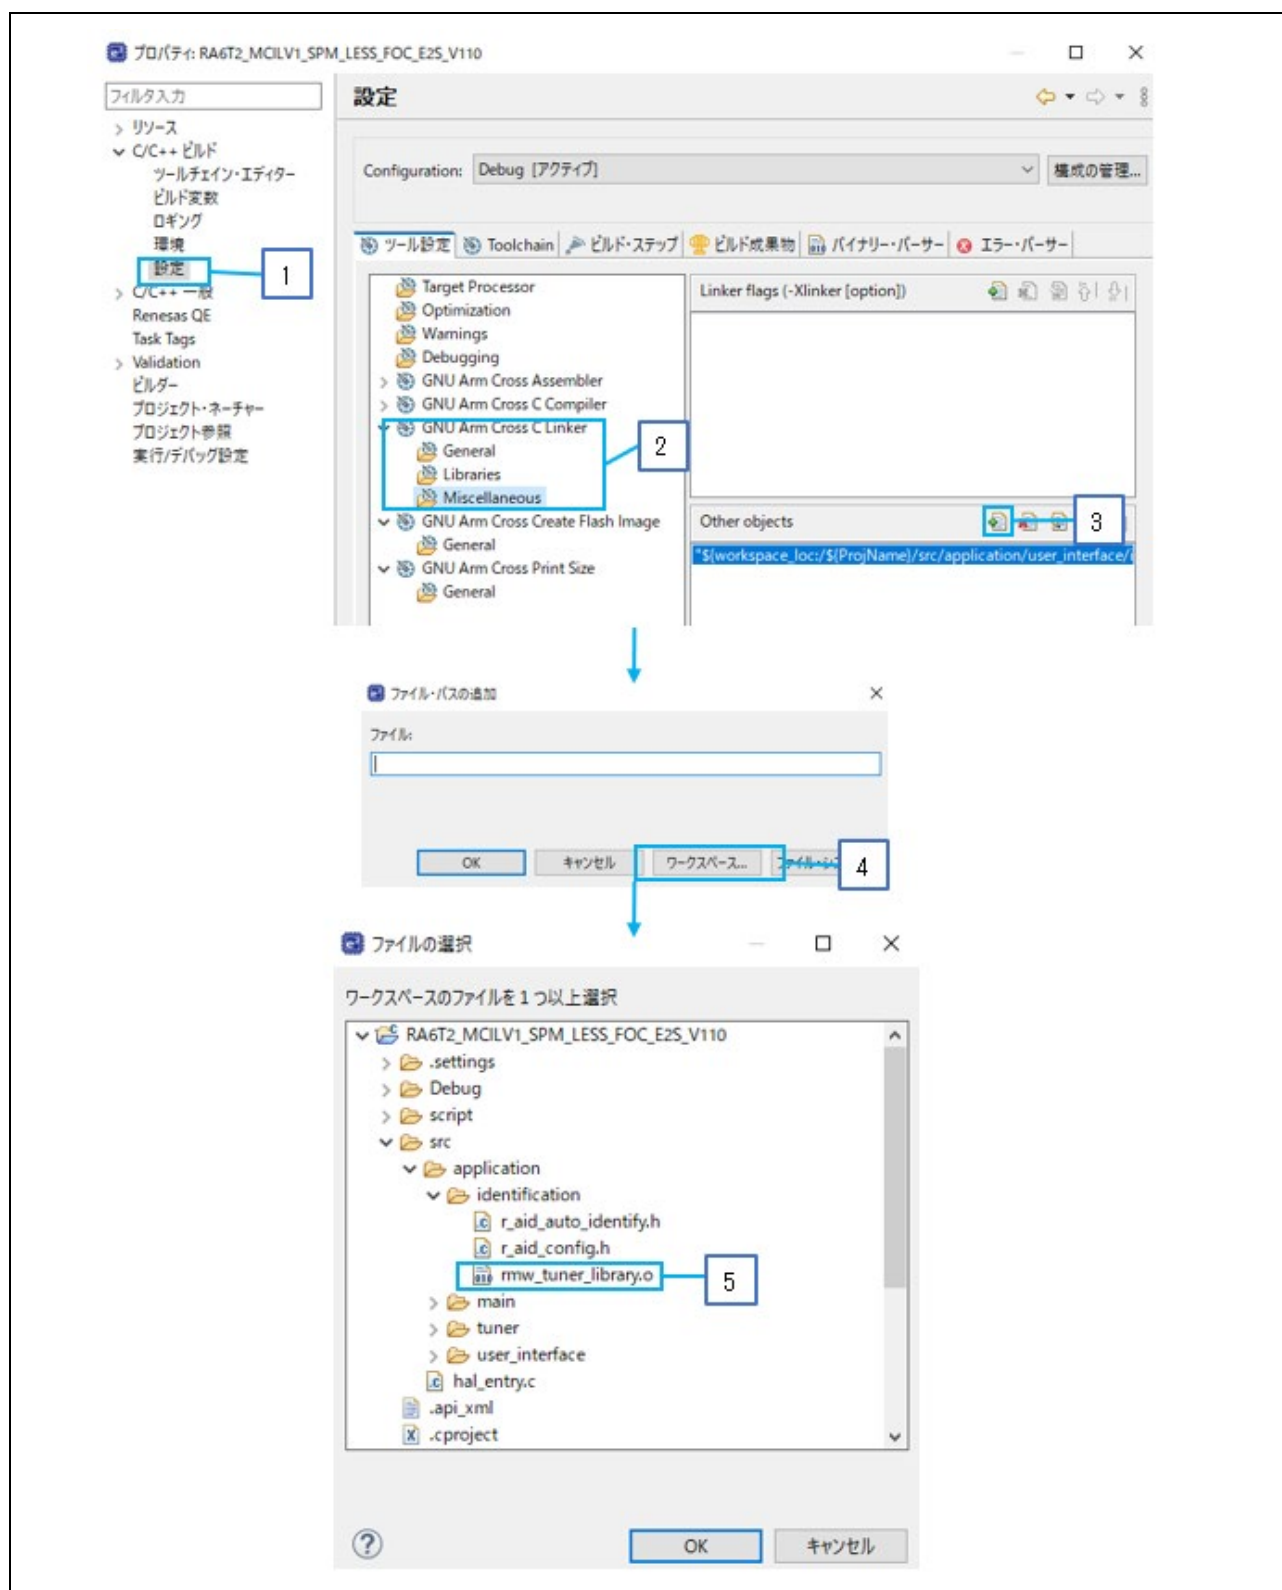 プロパティ: RA6T2_MCILV1_SPM_LESS_FOC_E2S_V110
フィルタ入力
設定
リソース
C/C++ ビルド
ツールチェイン・エディター
ビルド変数
ロギング
環境
設定
1
C/C++ 一般
Renesas QE
Task Tags
Validation
ビルダー
プロジェクト・ネーチャー
プロジェクト参照
実行/デバッグ設定
Configuration: Debug [アクティブ]
構成の管理...
ツール設定 Toolchain ビルド・ステップ ビルド成果物 バイナリー・パーサー エラー・パーサー
Target Processor
Optimization
Warnings
Debugging
GNU Arm Cross Assembler
GNU Arm Cross C Compiler
GNU Arm Cross C Linker
General
Libraries
Miscellaneous
2
GNU Arm Cross Create Flash Image
General
GNU Arm Cross Print Size
General
Linker flags (-Xlinker [option])
Other objects
3
"${workspace_loc:/${ProjName}/src/application/user_interface/i
ファイル・パスの追加
ファイル:
OK キャンセル ワークスペース...
4
ファイルの選択
ワークスペースのファイルを 1 つ以上選択
RA6T2_MCILV1_SPM_LESS_FOC_E2S_V110
.settings
Debug
script
src
application
identification
r_aid_auto_identify.h
r_aid_config.h
rmw_tuner_library.o
5
main
tuner
user_interface
hal_entry.c
.api_xml
.cproject
OK キャンセル